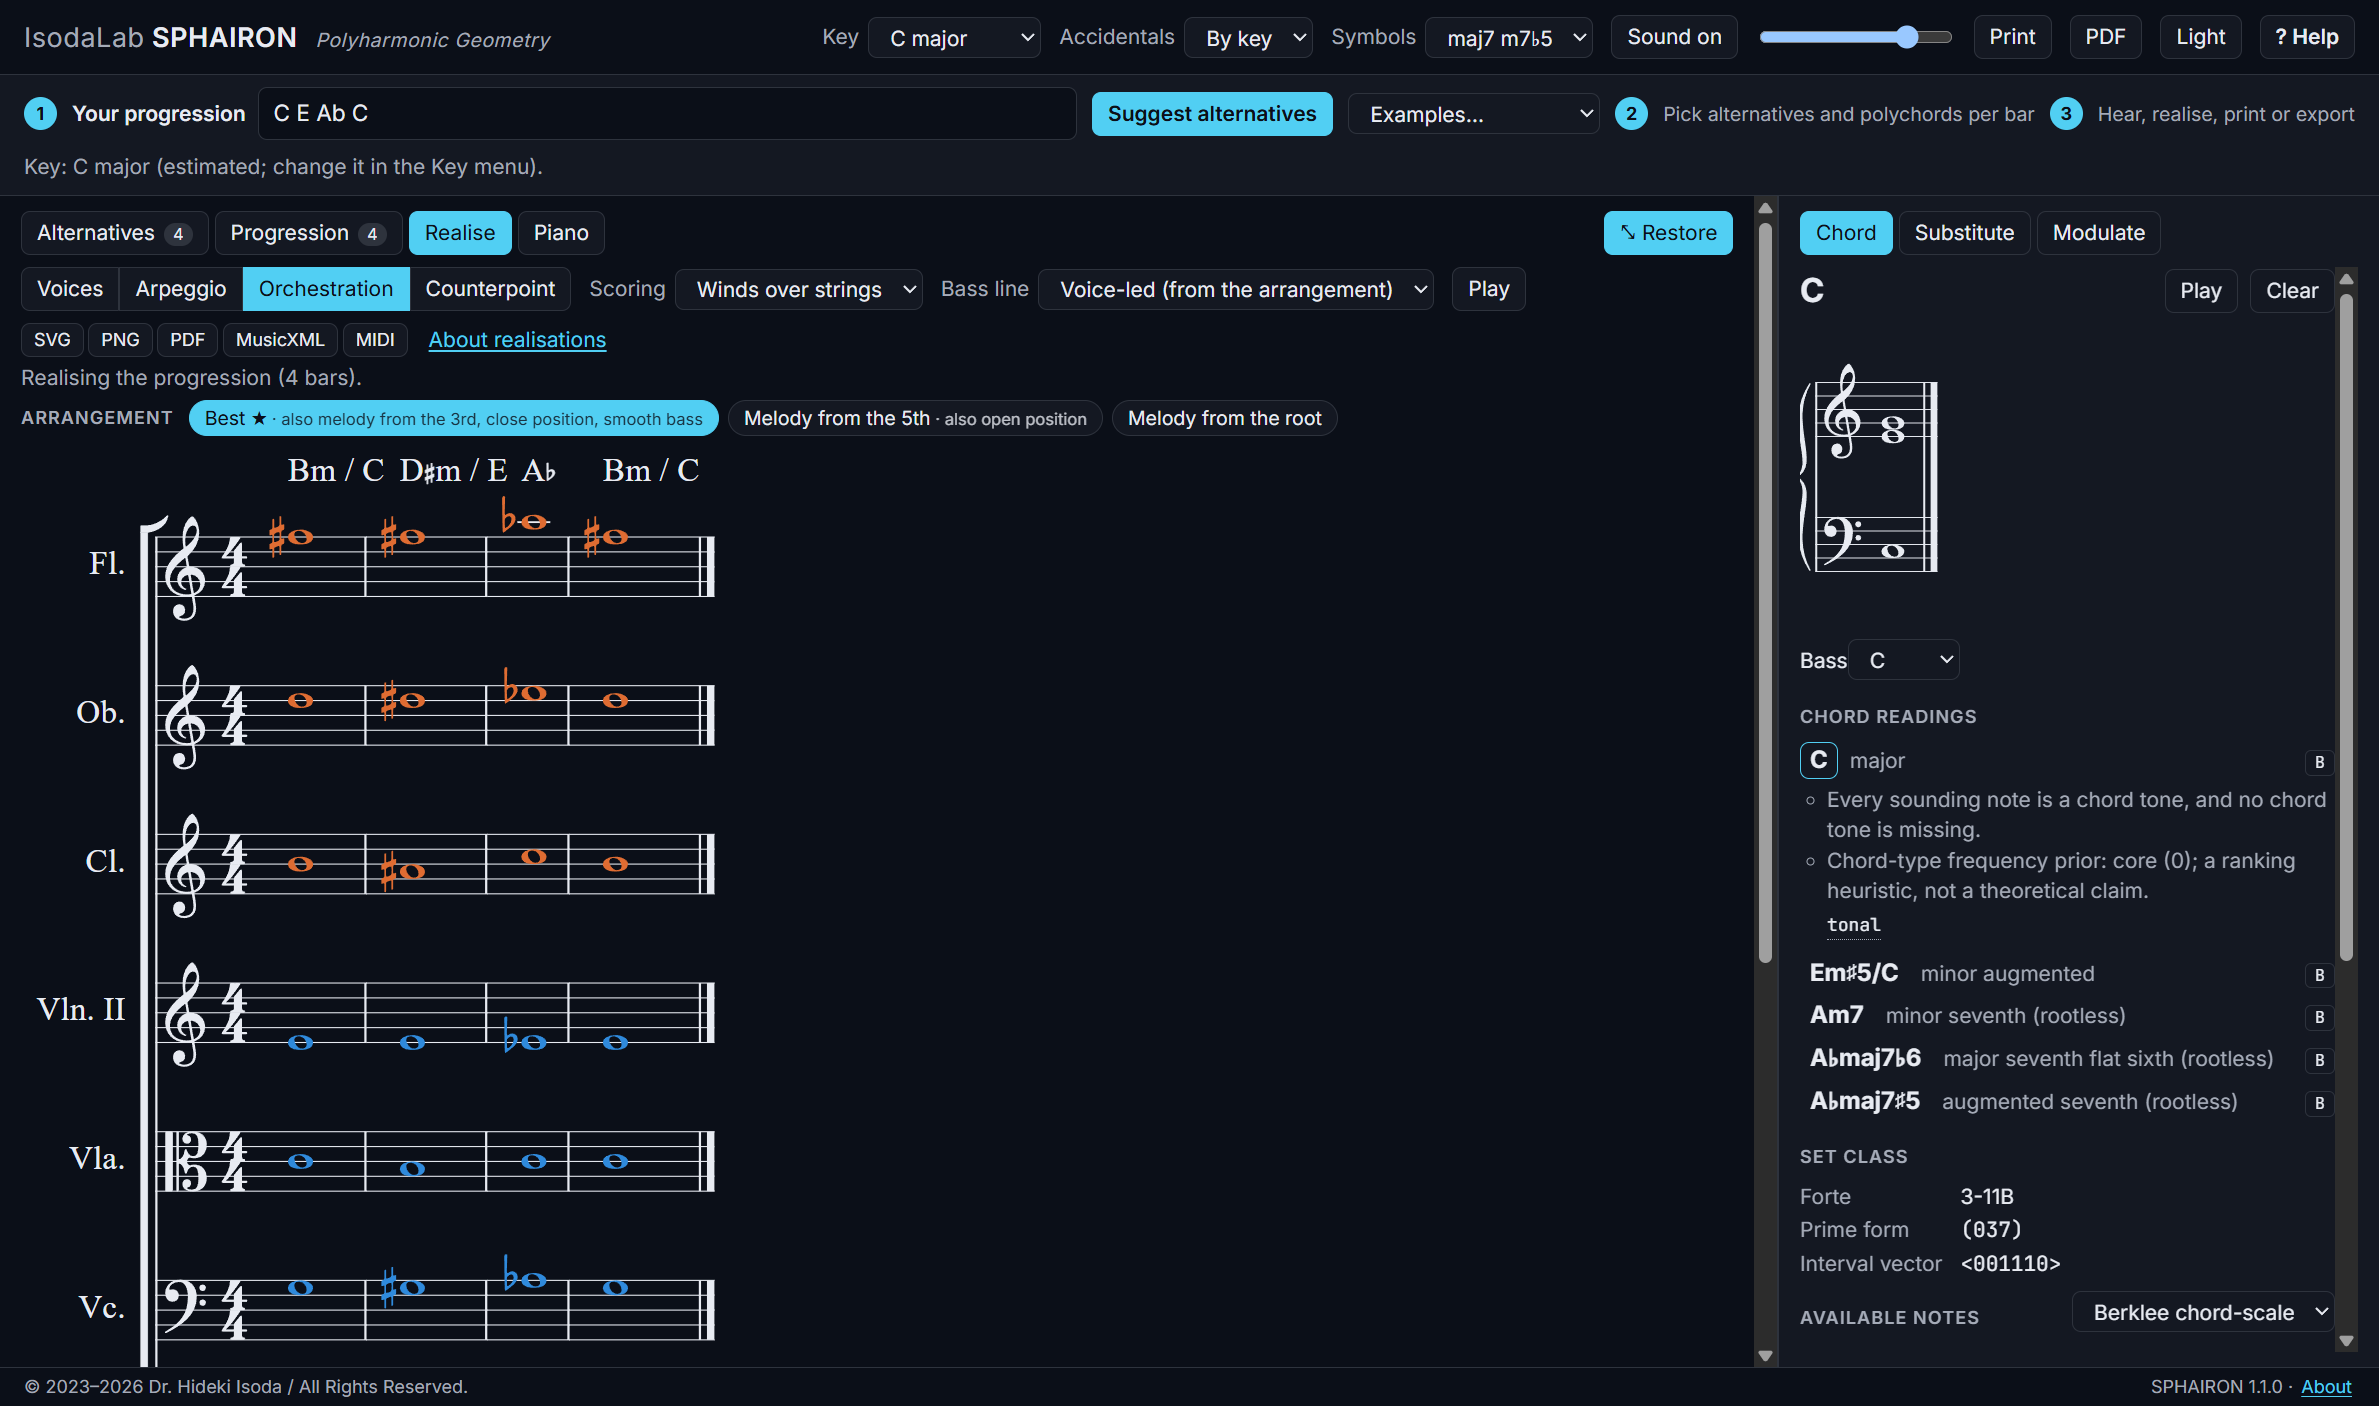 IsodaLab SPHAIRON Polyharmonic Geometry Key C major Accidentals By key Symbols maj7 m7♭5 Sound on Print PDF Light ? Help
1 Your progression C E Ab C Suggest alternatives Examples... 2 Pick alternatives and polychords per bar 3 Hear, realise, print or export
Key: C major (estimated; change it in the Key menu).
Alternatives 4 Progression 4 Realise Piano ⤡ Restore
Voices Arpeggio Orchestration Counterpoint Scoring Winds over strings Bass line Voice-led (from the arrangement) Play
SVG PNG PDF MusicXML MIDI About realisations
Realising the progression (4 bars).
ARRANGEMENT Best ★ · also melody from the 3rd, close position, smooth bass Melody from the 5th · also open position Melody from the root
Bm / C D♯m / E A♭ Bm / C
Fl.
Ob.
Cl.
Vln. II
Vla.
Vc.
Chord Substitute Modulate
C Play Clear
Bass C
CHORD READINGS
C major B
Every sounding note is a chord tone, and no chord
tone is missing.
Chord-type frequency prior: core (0); a ranking
heuristic, not a theoretical claim.
tonal
Em♯5/C minor augmented B
Am7 minor seventh (rootless) B
A♭maj7♭6 major seventh flat sixth (rootless) B
A♭maj7♯5 augmented seventh (rootless) B
SET CLASS
Forte 3-11B
Prime form (037)
Interval vector <001110>
AVAILABLE NOTES Berklee chord-scale
© 2023–2026 Dr. Hideki Isoda / All Rights Reserved. SPHAIRON 1.1.0 · About